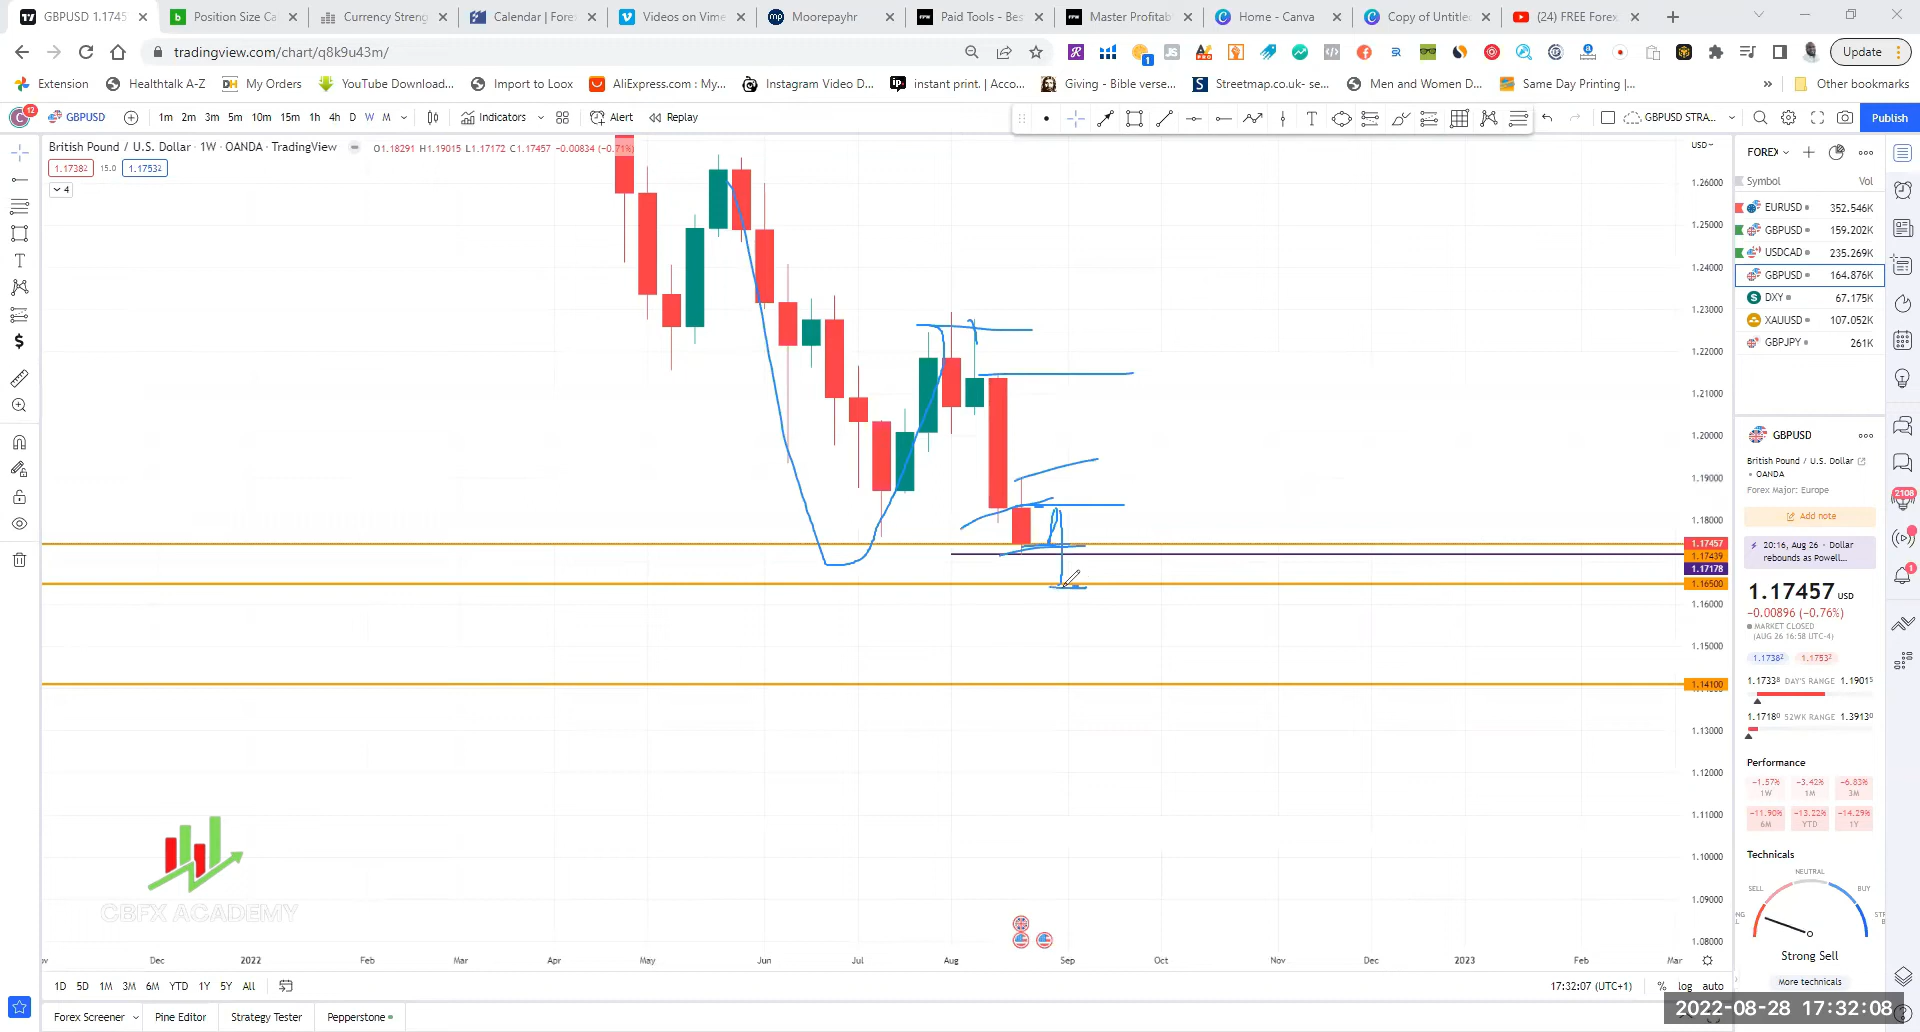 GBPUSD 1.1745
Position Size Ca
Currency Streng
Calendar | Fore
Videos on Vime
Moorepayhr
Paid Tools - Bes
Master Profitab
Home - Canva
Copy of Untitle
(24) FREE Forex
tradingview.com/chart/q8k9u43m/
Update
Extension
Healthtalk A-Z
My Orders
YouTube Download...
Import to Loox
AliExpress.com : My...
Instagram Video D...
instant print. | Acco...
Giving - Bible verse...
Streetmap.co.uk- se...
Men and Women D...
Same Day Printing |...
Other bookmarks
12
GBPUSD
1m 2m 3m 5m 10m 15m 1h 4h D W M
Indicators
Alert
Replay
GBPUSD STRA...
Publish
British Pound / U.S. Dollar · 1W · OANDA · TradingView
O1.18291 H1.19015 L1.17172 C1.17457 -0.00834 (-0.71%)
1.17382 15.0 1.17532
4
USD
1.26000
1.25000
1.24000
1.23000
1.22000
1.21000
1.20000
1.19000
1.18000
1.17457
1.17439
1.17178
1.16500
1.16000
1.15000
1.14100
1.13000
1.12000
1.11000
1.10000
1.09000
1.08000
CBFX ACADEMY
Dec 2022 Feb Mar Apr May Jun Jul Aug Sep Oct Nov Dec 2023 Feb Mar
1D 5D 1M 3M 6M YTD 1Y 5Y All
17:32:07 (UTC+1)
% log auto
Forex Screener
Pine Editor
Strategy Tester
Pepperstone
FOREX
Symbol Vol
EURUSD 352.546K
GBPUSD 159.202K
USDCAD 235.269K
GBPUSD 164.876K
DXY 67.175K
XAUUSD 107.052K
GBPJPY 261K
GBPUSD
British Pound / U.S. Dollar
OANDA
Forex Major: Europe
Add note
20:16, Aug 26 · Dollar
rebounds as Powell...
1.17457 USD
-0.00896 (-0.76%)
MARKET CLOSED
(AUG 26 16:58 UTC-4)
1.17382 1.17532
1.17338 DAY'S RANGE 1.19015
1.17180 52WK RANGE 1.39130
Performance
-1.57% -3.42% -6.83%
1W 1M 3M
-11.90% -13.22% -14.29%
6M YTD 1Y
Technicals
NEUTRAL
SELL BUY
Strong Sell
More technicals
2108
1
2022-08-28 17:32:08